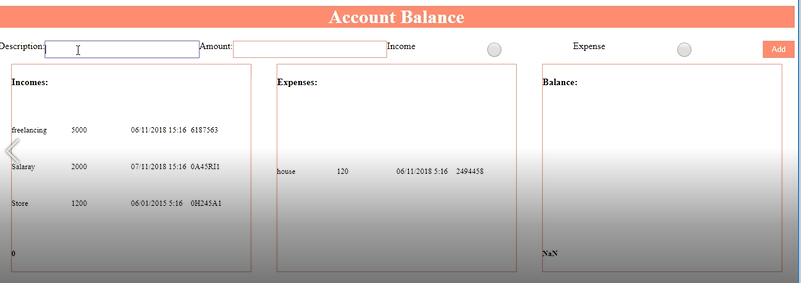 Account Balance
Description: Amount: Income Expense Add
Incomes: Expenses: Balance:
freelancing 5000 06/11/2018 15:16 6187563
Salaray 2000 07/11/2018 15:16 0A45RI1
house 120 06/11/2018 5:16 2494458
Store 1200 06/01/2015 5:16 0H245A1
0 NaN